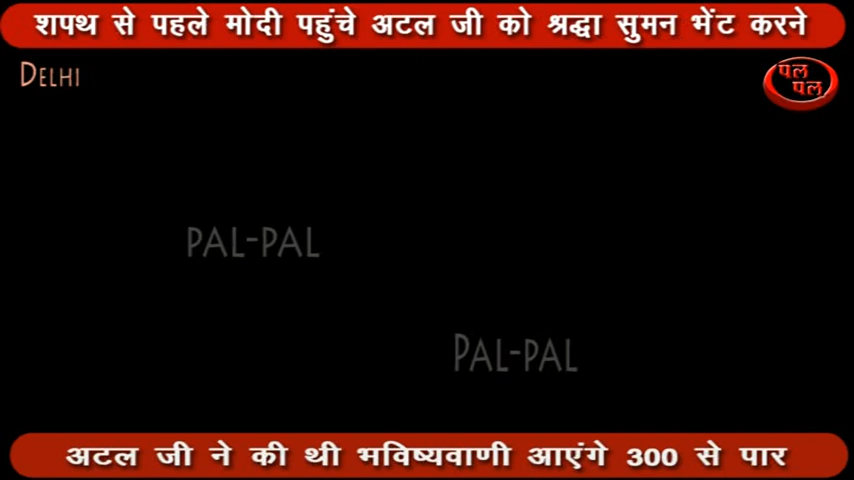 शपथ से पहले मोदी पहुंचे अटल जी को श्रद्धा सुमन भेंट करने
DELHI
पल
पल
PAL-PAL
PAL-PAL
अटल जी ने की थी भविष्यवाणी आएंगे 300 से पार